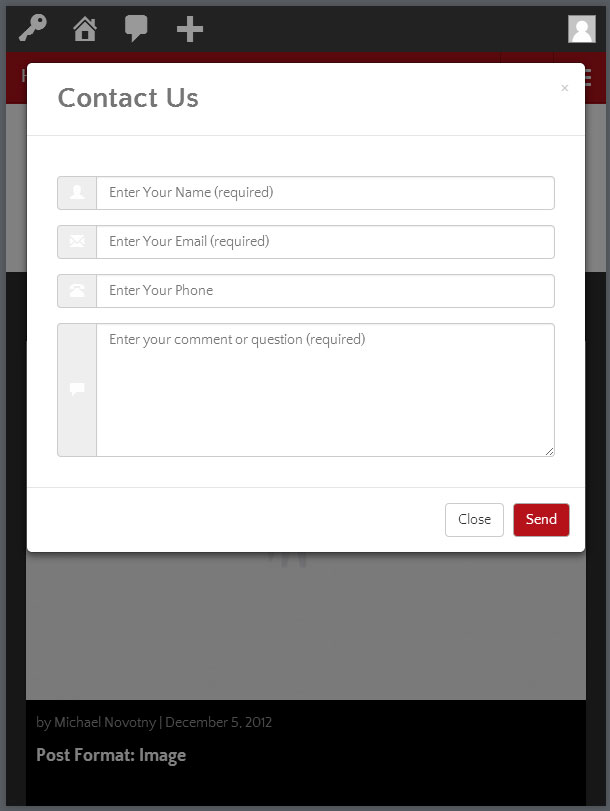 H
Contact Us
×
Enter Your Name (required)
Enter Your Email (required)
Enter Your Phone
Enter your comment or question (required)
Close
Send
by Michael Novotny | December 5, 2012
Post Format: Image